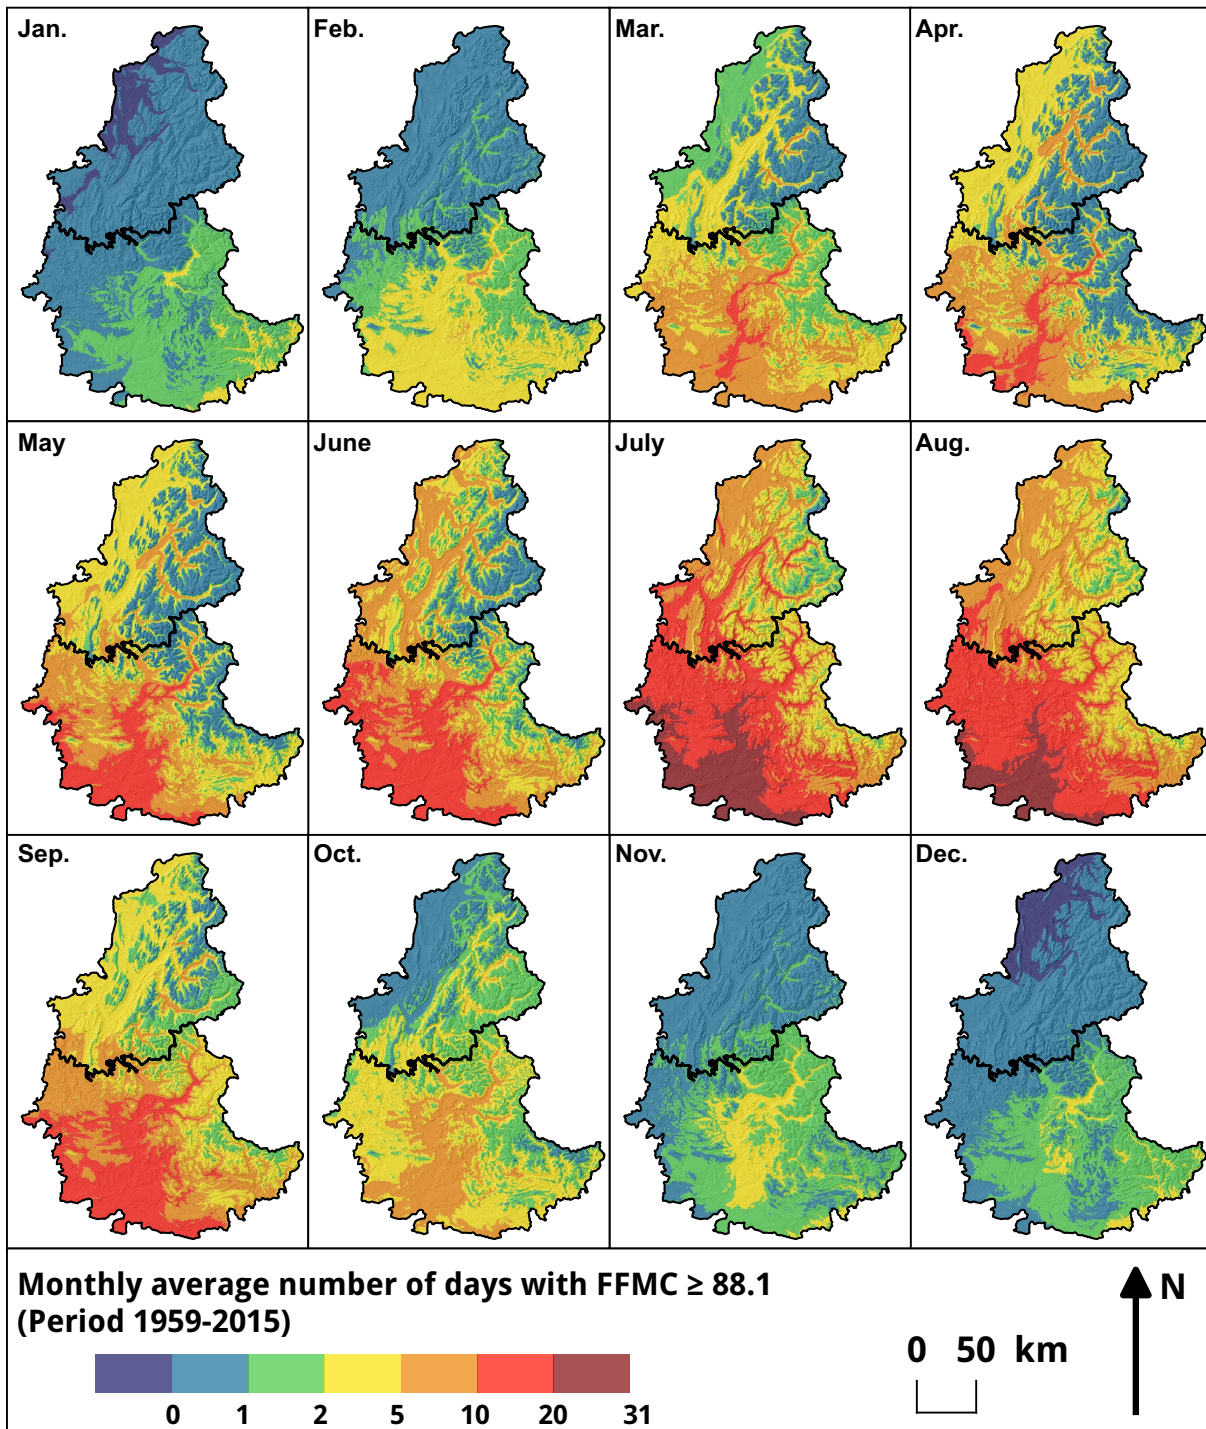 Jan.
Feb.
Mar.
Apr.
May
June
July
Aug.
Sep.
Oct.
Nov.
Dec.
Monthly average number of days with FFMC ≥ 88.1
(Period 1959-2015)
0 1 2 5 10 20 31
0 50 km
N